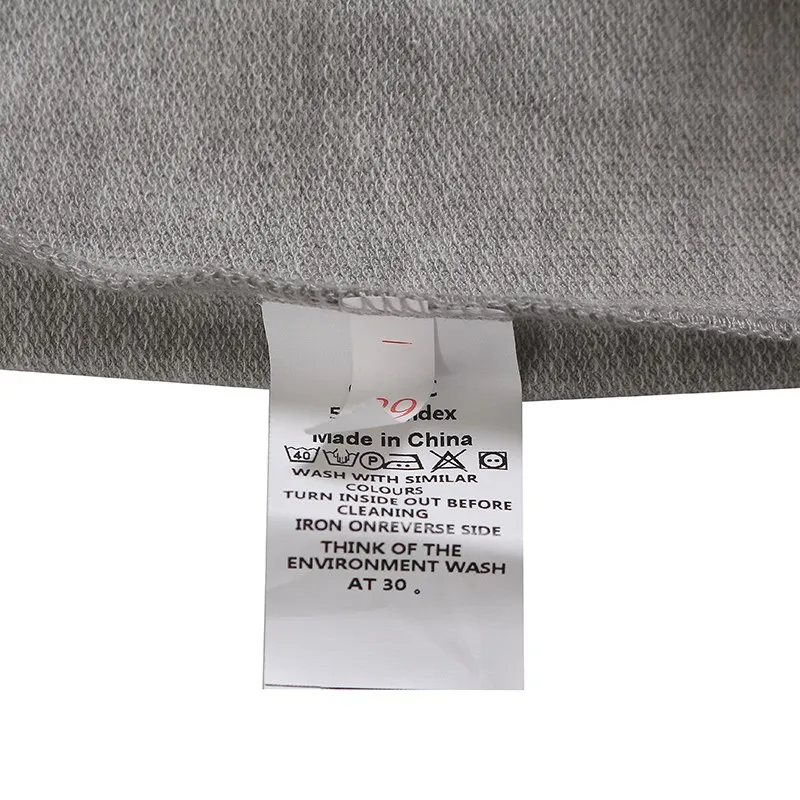 09
Made in China
40 P
WASH WITH SIMILAR
COLOURS
TURN INSIDE OUT BEFORE
CLEANING
IRON ONREVERSE SIDE
THINK OF THE
ENVIRONMENT WASH
AT 30 。